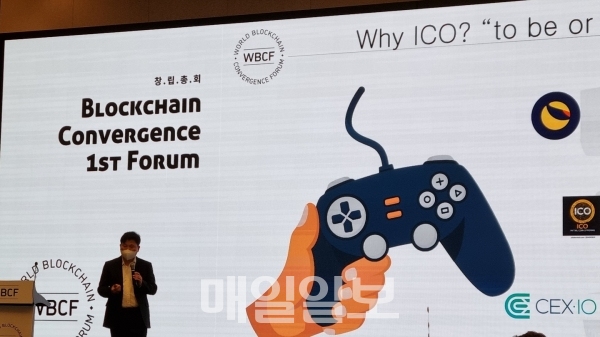 Why ICO? “to be or
WORLD BLOCKCHAIN
WBCF
CONVERGENCE FORUM
창.립.총.회
BLOCKCHAIN
CONVERGENCE
1ST FORUM
ICO
ICO
CEX·IO
WORLD BLOCKCHAIN
WBCF
WBCF
매일일보